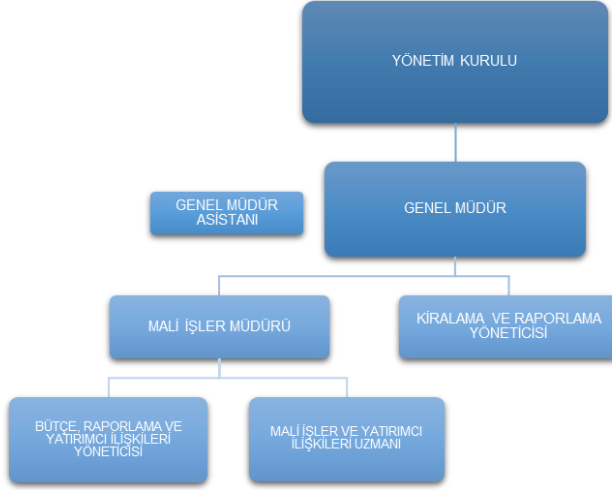 YÖNETİM KURULU
GENEL MÜDÜR
ASİSTANI
GENEL MÜDÜR
MALİ İŞLER MÜDÜRÜ
KİRALAMA VE RAPORLAMA
YÖNETİCİSİ
BÜTÇE, RAPORLAMA VE
YATIRIMCI İLİŞKİLERİ
YÖNETİCİSİ
MALİ İŞLER VE YATIRIMCI
İLİŞKİLERİ UZMANI